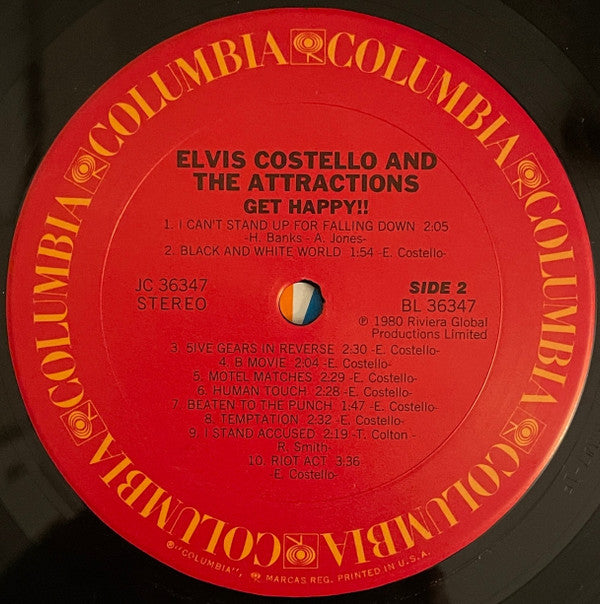 COLUMBIA COLUMBIA COLUMBIA COLUMBIA COLUMBIA COLUMBIA
ELVIS COSTELLO AND
THE ATTRACTIONS
GET HAPPY!!
1. I CAN'T STAND UP FOR FALLING DOWN 2:05
-H. Banks - A. Jones-
2. BLACK AND WHITE WORLD 1:54 -E. Costello-
JC 36347
STEREO
SIDE 2
BL 36347
℗ 1980 Riviera Global
Productions Limited
3. 5IVE GEARS IN REVERSE 2:30 -E. Costello-
4. B MOVIE 2:04 -E. Costello-
5. MOTEL MATCHES 2:29 -E. Costello-
6. HUMAN TOUCH 2:28 -E. Costello-
7. BEATEN TO THE PUNCH 1:47 -E. Costello-
8. TEMPTATION 2:32 -E. Costello-
9. I STAND ACCUSED 2:19 -T. Colton -
R. Smith-
10. RIOT ACT 3:36
-E. Costello-
®"COLUMBIA", MARCAS REG. PRINTED IN U.S.A.